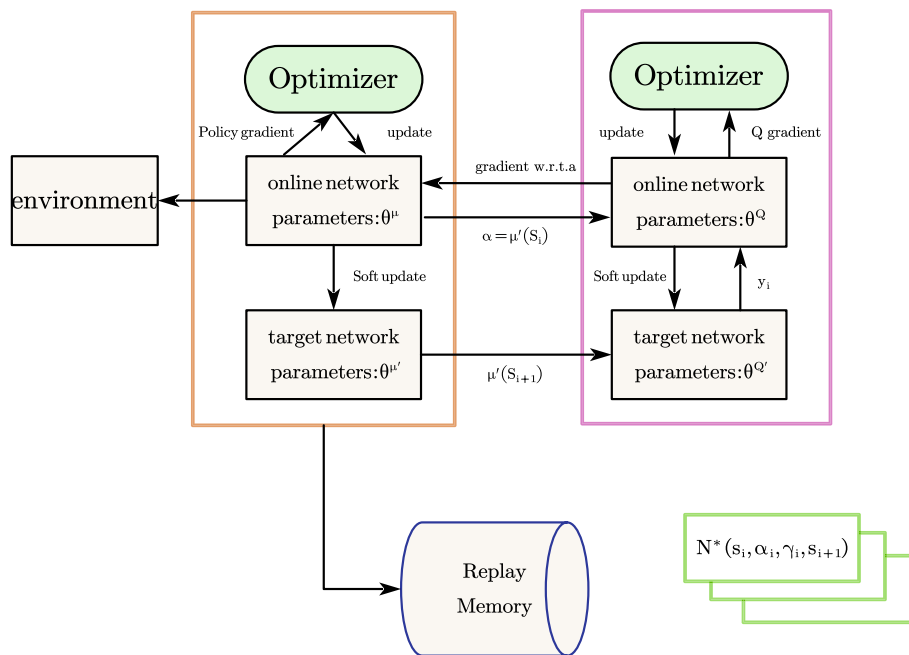 Optimizer
Optimizer
Policy gradient
update
update
Q gradient
environment
online network
parameters:θ^μ
gradient w.r.t.a
α=μ′(S_i)
online network
parameters:θ^Q
Soft update
Soft update
y_i
target network
parameters:θ^μ′
μ′(S_{i+1})
target network
parameters:θ^Q′
Replay
Memory
N*(s_i,α_i,γ_i,s_{i+1})